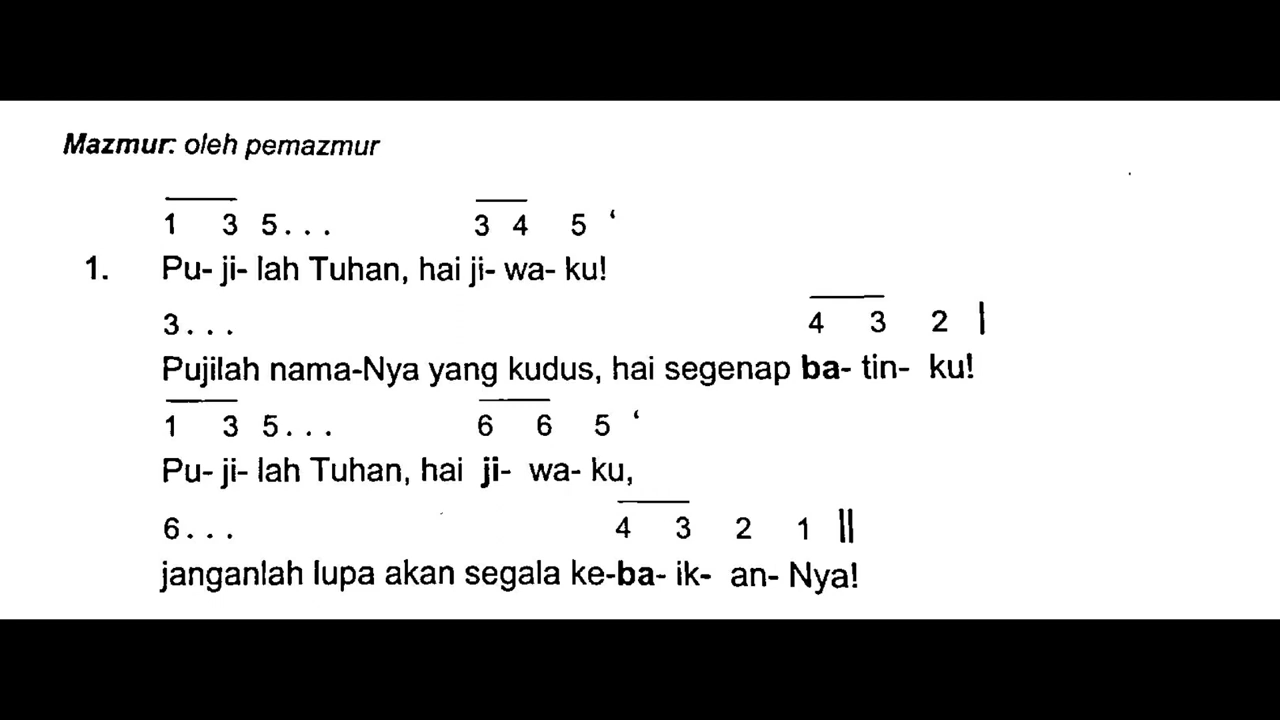 Mazmur: oleh pemazmur
1 3 5... 3 4 5 ‘
1. Pu- ji- lah Tuhan, hai ji- wa- ku!
3... 4 3 2 |
Pujilah nama-Nya yang kudus, hai segenap ba- tin- ku!
1 3 5... 6 6 5 ‘
Pu- ji- lah Tuhan, hai ji- wa- ku,
6... 4 3 2 1 ||
janganlah lupa akan segala ke-ba- ik- an- Nya!